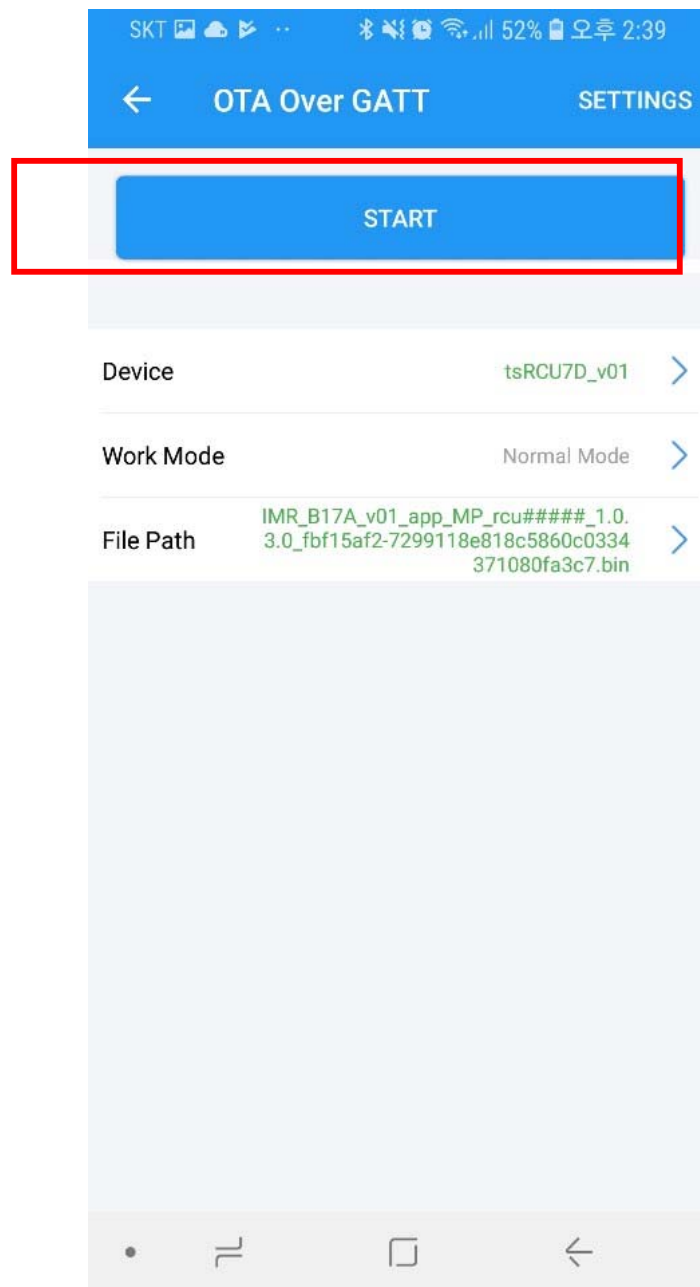 SKT 52% 오후 2:39
OTA Over GATT SETTINGS
START
Device tsRCU7D_v01
Work Mode Normal Mode
IMR_B17A_v01_app_MP_rcu#####_1.0.
File Path 3.0_fbf15af2-7299118e818c5860c0334
371080fa3c7.bin